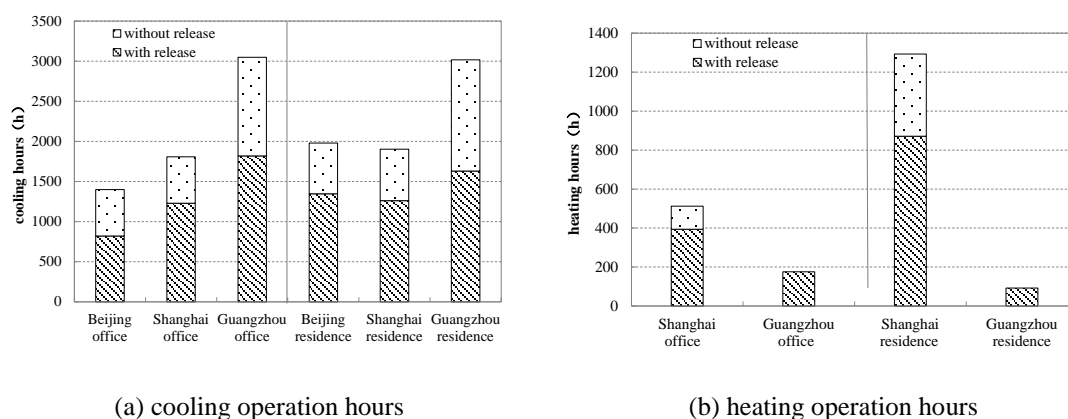 3500
3000
2500
2000
1500
1000
500
0
cooling hours（h）
without release
with release
Beijing office
Shanghai office
Guangzhou office
Beijing residence
Shanghai residence
Guangzhou residence
(a) cooling operation hours
1400
1200
1000
800
600
400
200
0
heating hours（h）
without release
with release
Shanghai office
Guangzhou office
Shanghai residence
Guangzhou residence
(b) heating operation hours